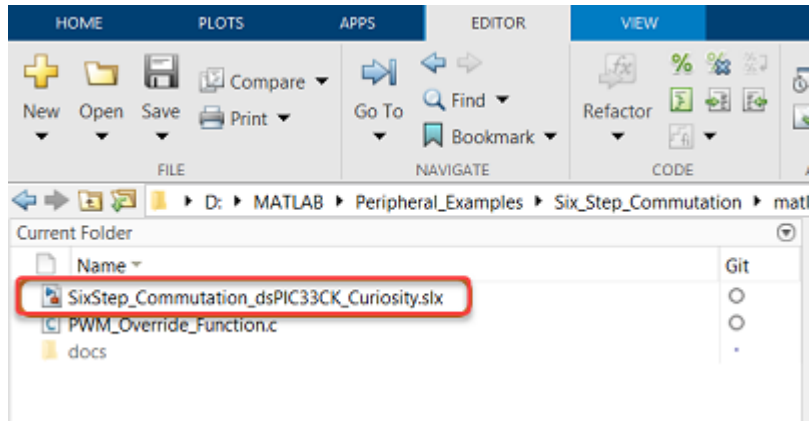 HOME PLOTS APPS EDITOR VIEW
New Open Save Compare Print Go To Find Bookmark Refactor
FILE NAVIGATE CODE
D: MATLAB Peripheral_Examples Six_Step_Commutation
Current Folder
Name Git
SixStep_Commutation_dsPIC33CK_Curiosity.slx
PWM_Override_Function.c
docs